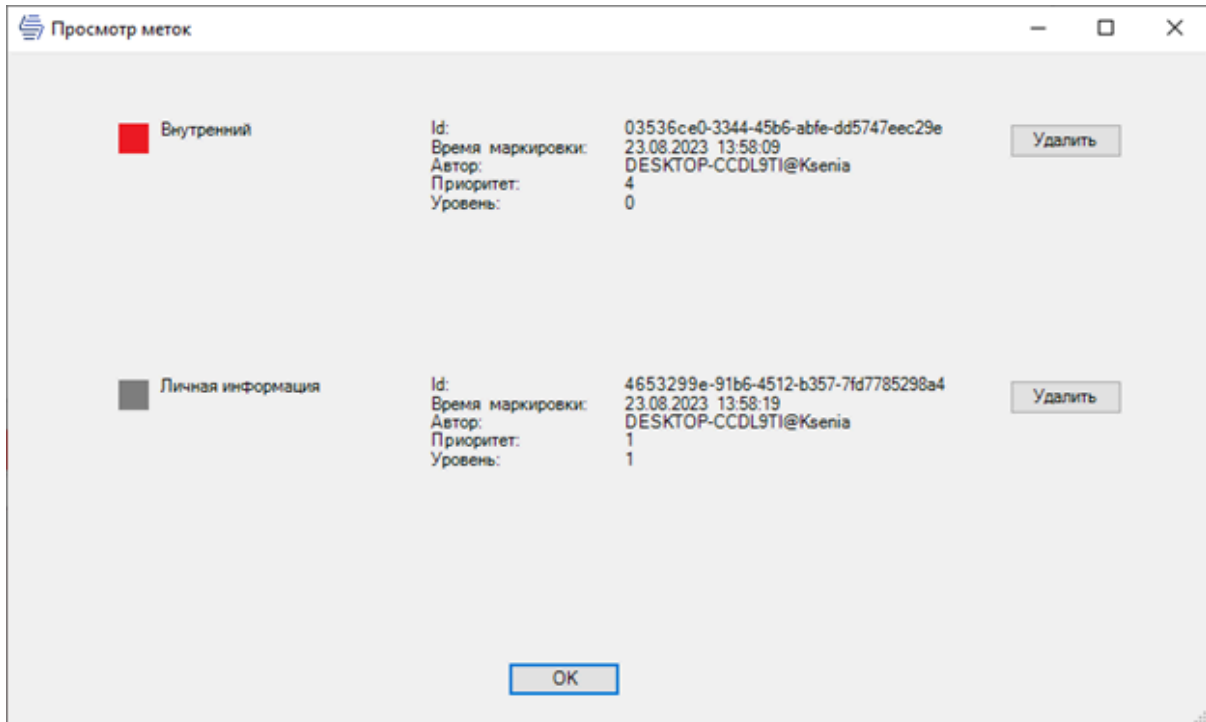 Просмотр меток
Внутренний
Id: 03536ce0-3344-45b6-abfe-dd5747eec29e
Время маркировки: 23.08.2023 13:58:09
Автор: DESKTOP-CCDL9TI@Ksenia
Приоритет: 4
Уровень: 0
Удалить
Личная информация
Id: 4653299e-91b6-4512-b357-7fd7785298a4
Время маркировки: 23.08.2023 13:58:19
Автор: DESKTOP-CCDL9TI@Ksenia
Приоритет: 1
Уровень: 1
Удалить
OK